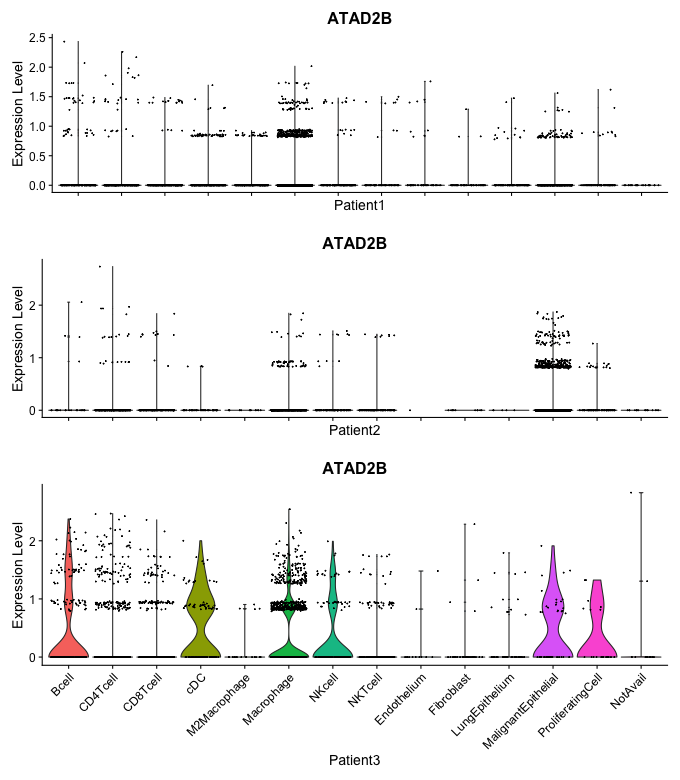 ATAD2B
Expression Level
2.5
2.0
1.5
1.0
0.5
0.0
Patient1
ATAD2B
Expression Level
2
1
0
Patient2
ATAD2B
Expression Level
2
1
0
Bcell
CD4Tcell
CD8Tcell
cDC
M2Macrophage
Macrophage
NKcell
NKTcell
Endothelium
Fibroblast
LungEpithelium
MalignantEpithelial
ProliferatingCell
NotAvail
Patient3